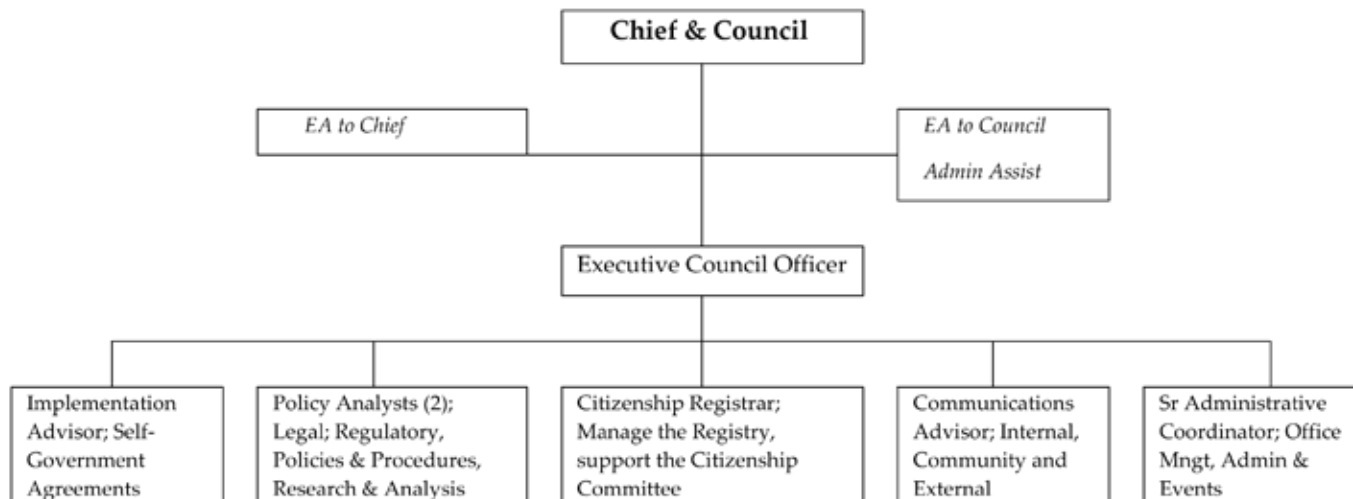 Chief & Council
EA to Chief
EA to Council
Admin Assist
Executive Council Officer
Implementation
Advisor; Self-
Government
Agreements
Policy Analysts (2);
Legal; Regulatory,
Policies & Procedures,
Research & Analysis
Citizenship Registrar;
Manage the Registry,
support the Citizenship
Committee
Communications
Advisor; Internal,
Community and
External
Sr Administrative
Coordinator; Office
Mngt, Admin &
Events